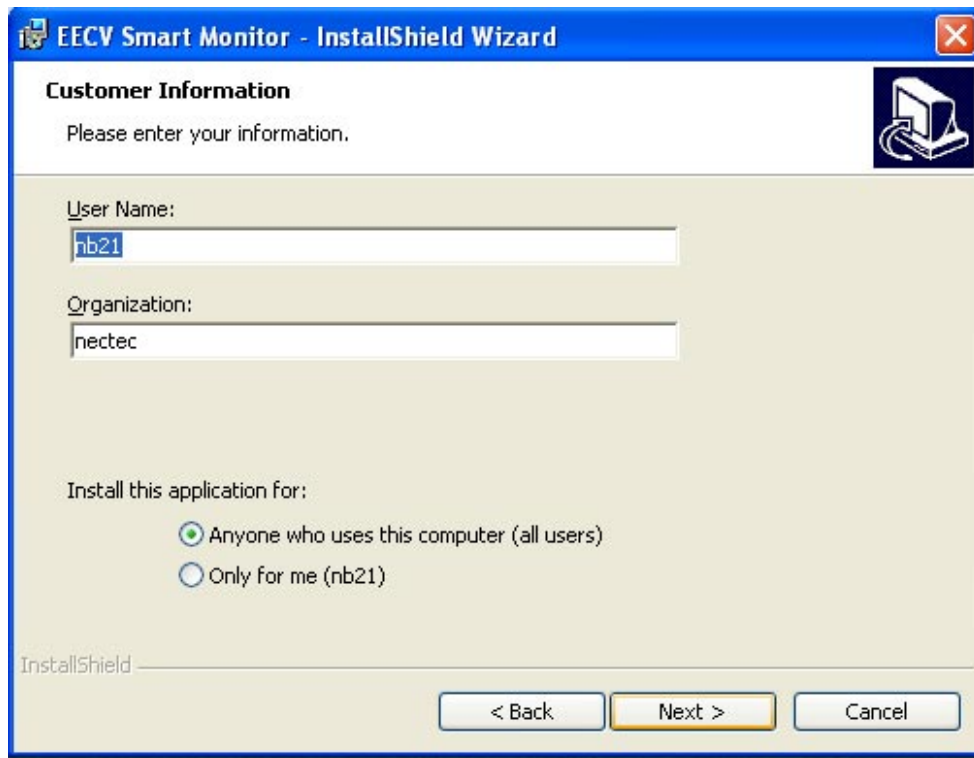 EECV Smart Monitor - InstallShield Wizard
Customer Information
Please enter your information.
User Name:
nb21
Organization:
nectec
Install this application for:
Anyone who uses this computer (all users)
Only for me (nb21)
InstallShield
< Back Next > Cancel